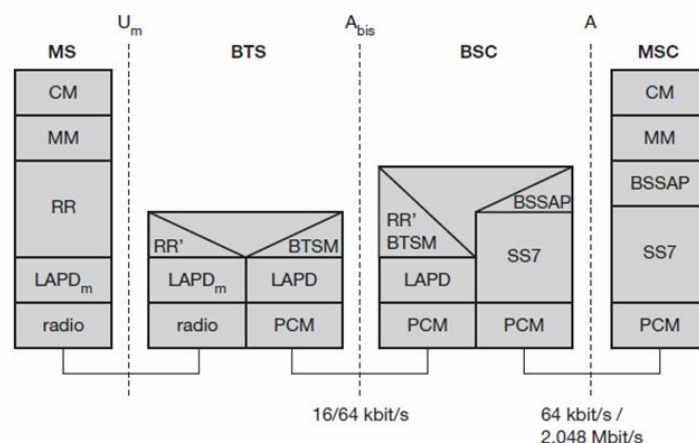 Um Abis A
MS BTS BSC MSC
CM
MM
RR
LAPDm
radio
RR' BTSM
LAPDm LAPD
radio PCM
RR'
BTSM
BSSAP
LAPD
SS7
PCM PCM
CM
MM
BSSAP
SS7
PCM
16/64 kbit/s
64 kbit/s /
2.048 Mbit/s